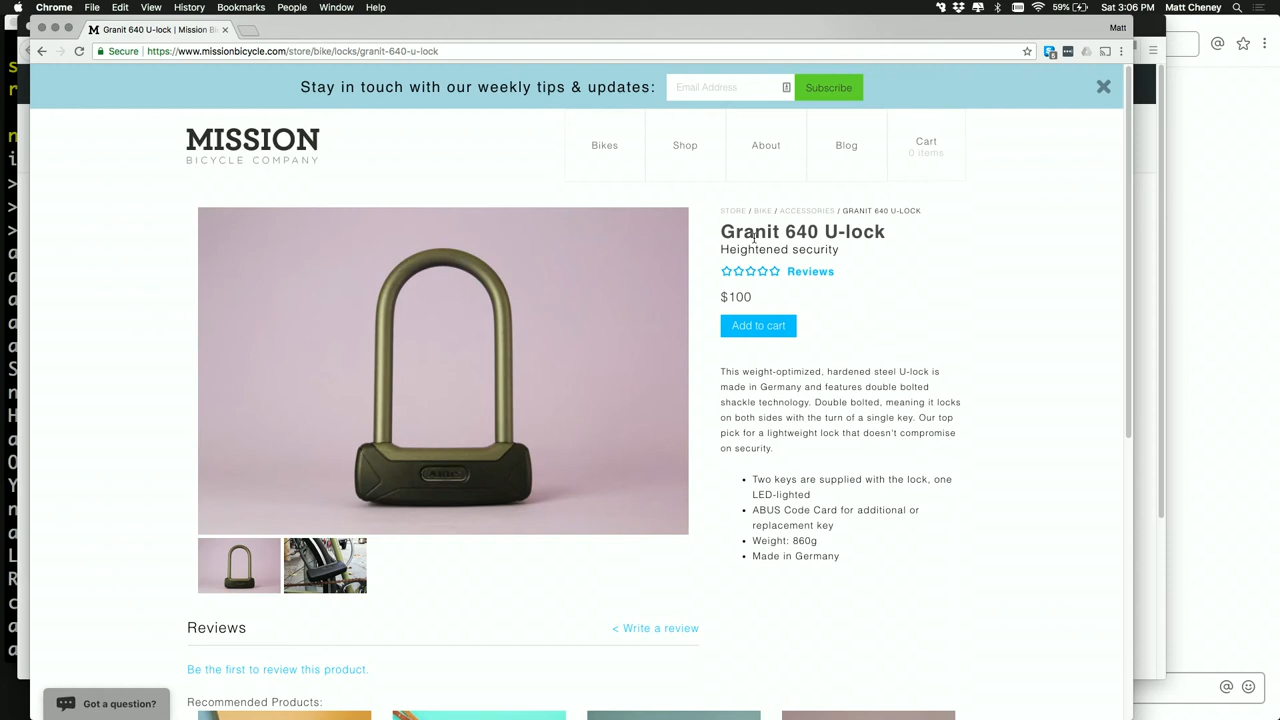 Chrome File Edit View History Bookmarks People Window Help
59% Sat 3:06 PM Matt Cheney
Granit 640 U-lock | Mission Bi
Matt
Secure https://www.missionbicycle.com/store/bike/locks/granit-640-u-lock
Stay in touch with our weekly tips & updates:
Email Address
Subscribe
MISSION
BICYCLE COMPANY
Bikes
Shop
About
Blog
Cart
0 items
STORE / BIKE / ACCESSORIES / GRANIT 640 U-LOCK
Granit 640 U-lock
Heightened security
Reviews
$100
Add to cart
This weight-optimized, hardened steel U-lock is
made in Germany and features double bolted
shackle technology. Double bolted, meaning it locks
on both sides with the turn of a single key. Our top
pick for a lightweight lock that doesn't compromise
on security.
Two keys are supplied with the lock, one
LED-lighted
ABUS Code Card for additional or
replacement key
Weight: 860g
Made in Germany
Reviews
< Write a review
Be the first to review this product.
Recommended Products:
Got a question?